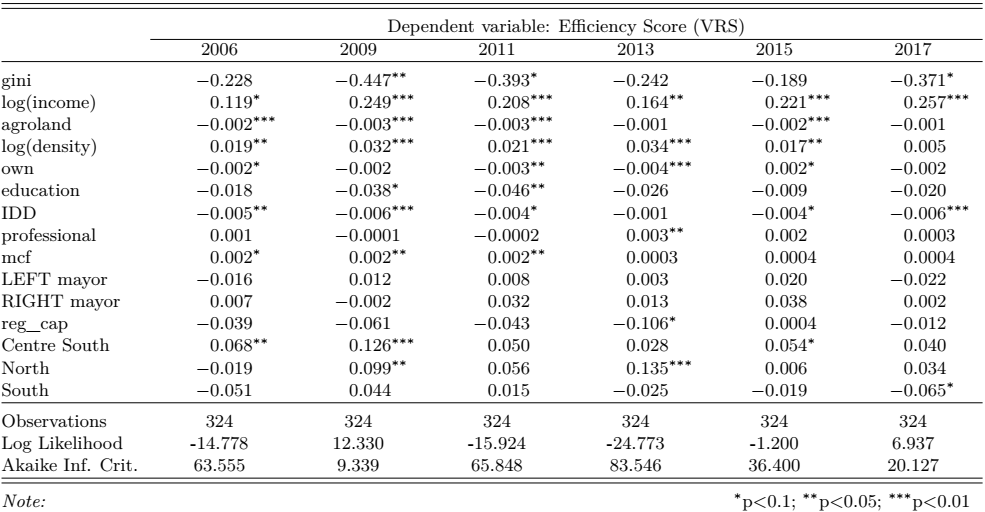 Dependent variable: Efficiency Score (VRS)
2006 2009 2011 2013 2015 2017
gini −0.228 −0.447** −0.393* −0.242 −0.189 −0.371*
log(income) 0.119* 0.249*** 0.208*** 0.164** 0.221*** 0.257***
agroland −0.002*** −0.003*** −0.003*** −0.001 −0.002*** −0.001
log(density) 0.019** 0.032*** 0.021*** 0.034*** 0.017** 0.005
own −0.002* −0.002 −0.003** −0.004*** 0.002* −0.002
education −0.018 −0.038* −0.046** −0.026 −0.009 −0.020
IDD −0.005** −0.006*** −0.004* −0.001 −0.004* −0.006***
professional 0.001 −0.0001 −0.0002 0.003** 0.002 0.0003
mcf 0.002* 0.002** 0.002** 0.0003 0.0004 0.0004
LEFT mayor −0.016 0.012 0.008 0.003 0.020 −0.022
RIGHT mayor 0.007 −0.002 0.032 0.013 0.038 0.002
reg_cap −0.039 −0.061 −0.043 −0.106* 0.0004 −0.012
Centre South 0.068** 0.126*** 0.050 0.028 0.054* 0.040
North −0.019 0.099** 0.056 0.135*** 0.006 0.034
South −0.051 0.044 0.015 −0.025 −0.019 −0.065*
Observations 324 324 324 324 324 324
Log Likelihood -14.778 12.330 -15.924 -24.773 -1.200 6.937
Akaike Inf. Crit. 63.555 9.339 65.848 83.546 36.400 20.127
Note: *p<0.1; **p<0.05; ***p<0.01